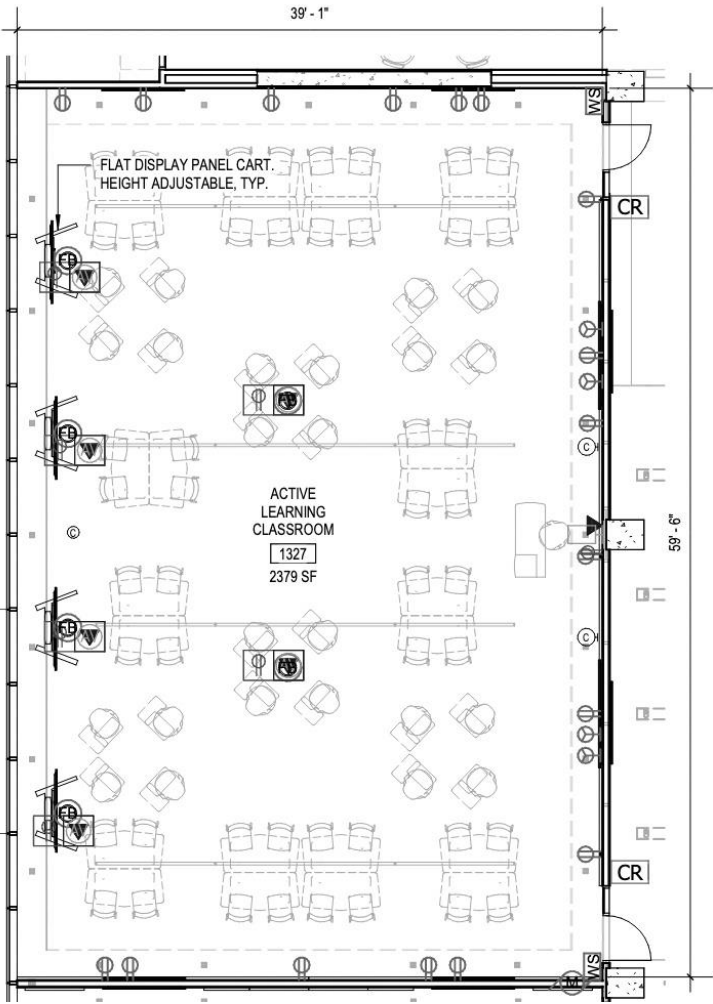 39' - 1"
WS
FLAT DISPLAY PANEL CART.
HEIGHT ADJUSTABLE, TYP.
CR
C
ACTIVE
LEARNING
CLASSROOM
1327
2379 SF
C
59' - 6"
C
CR
WS
M